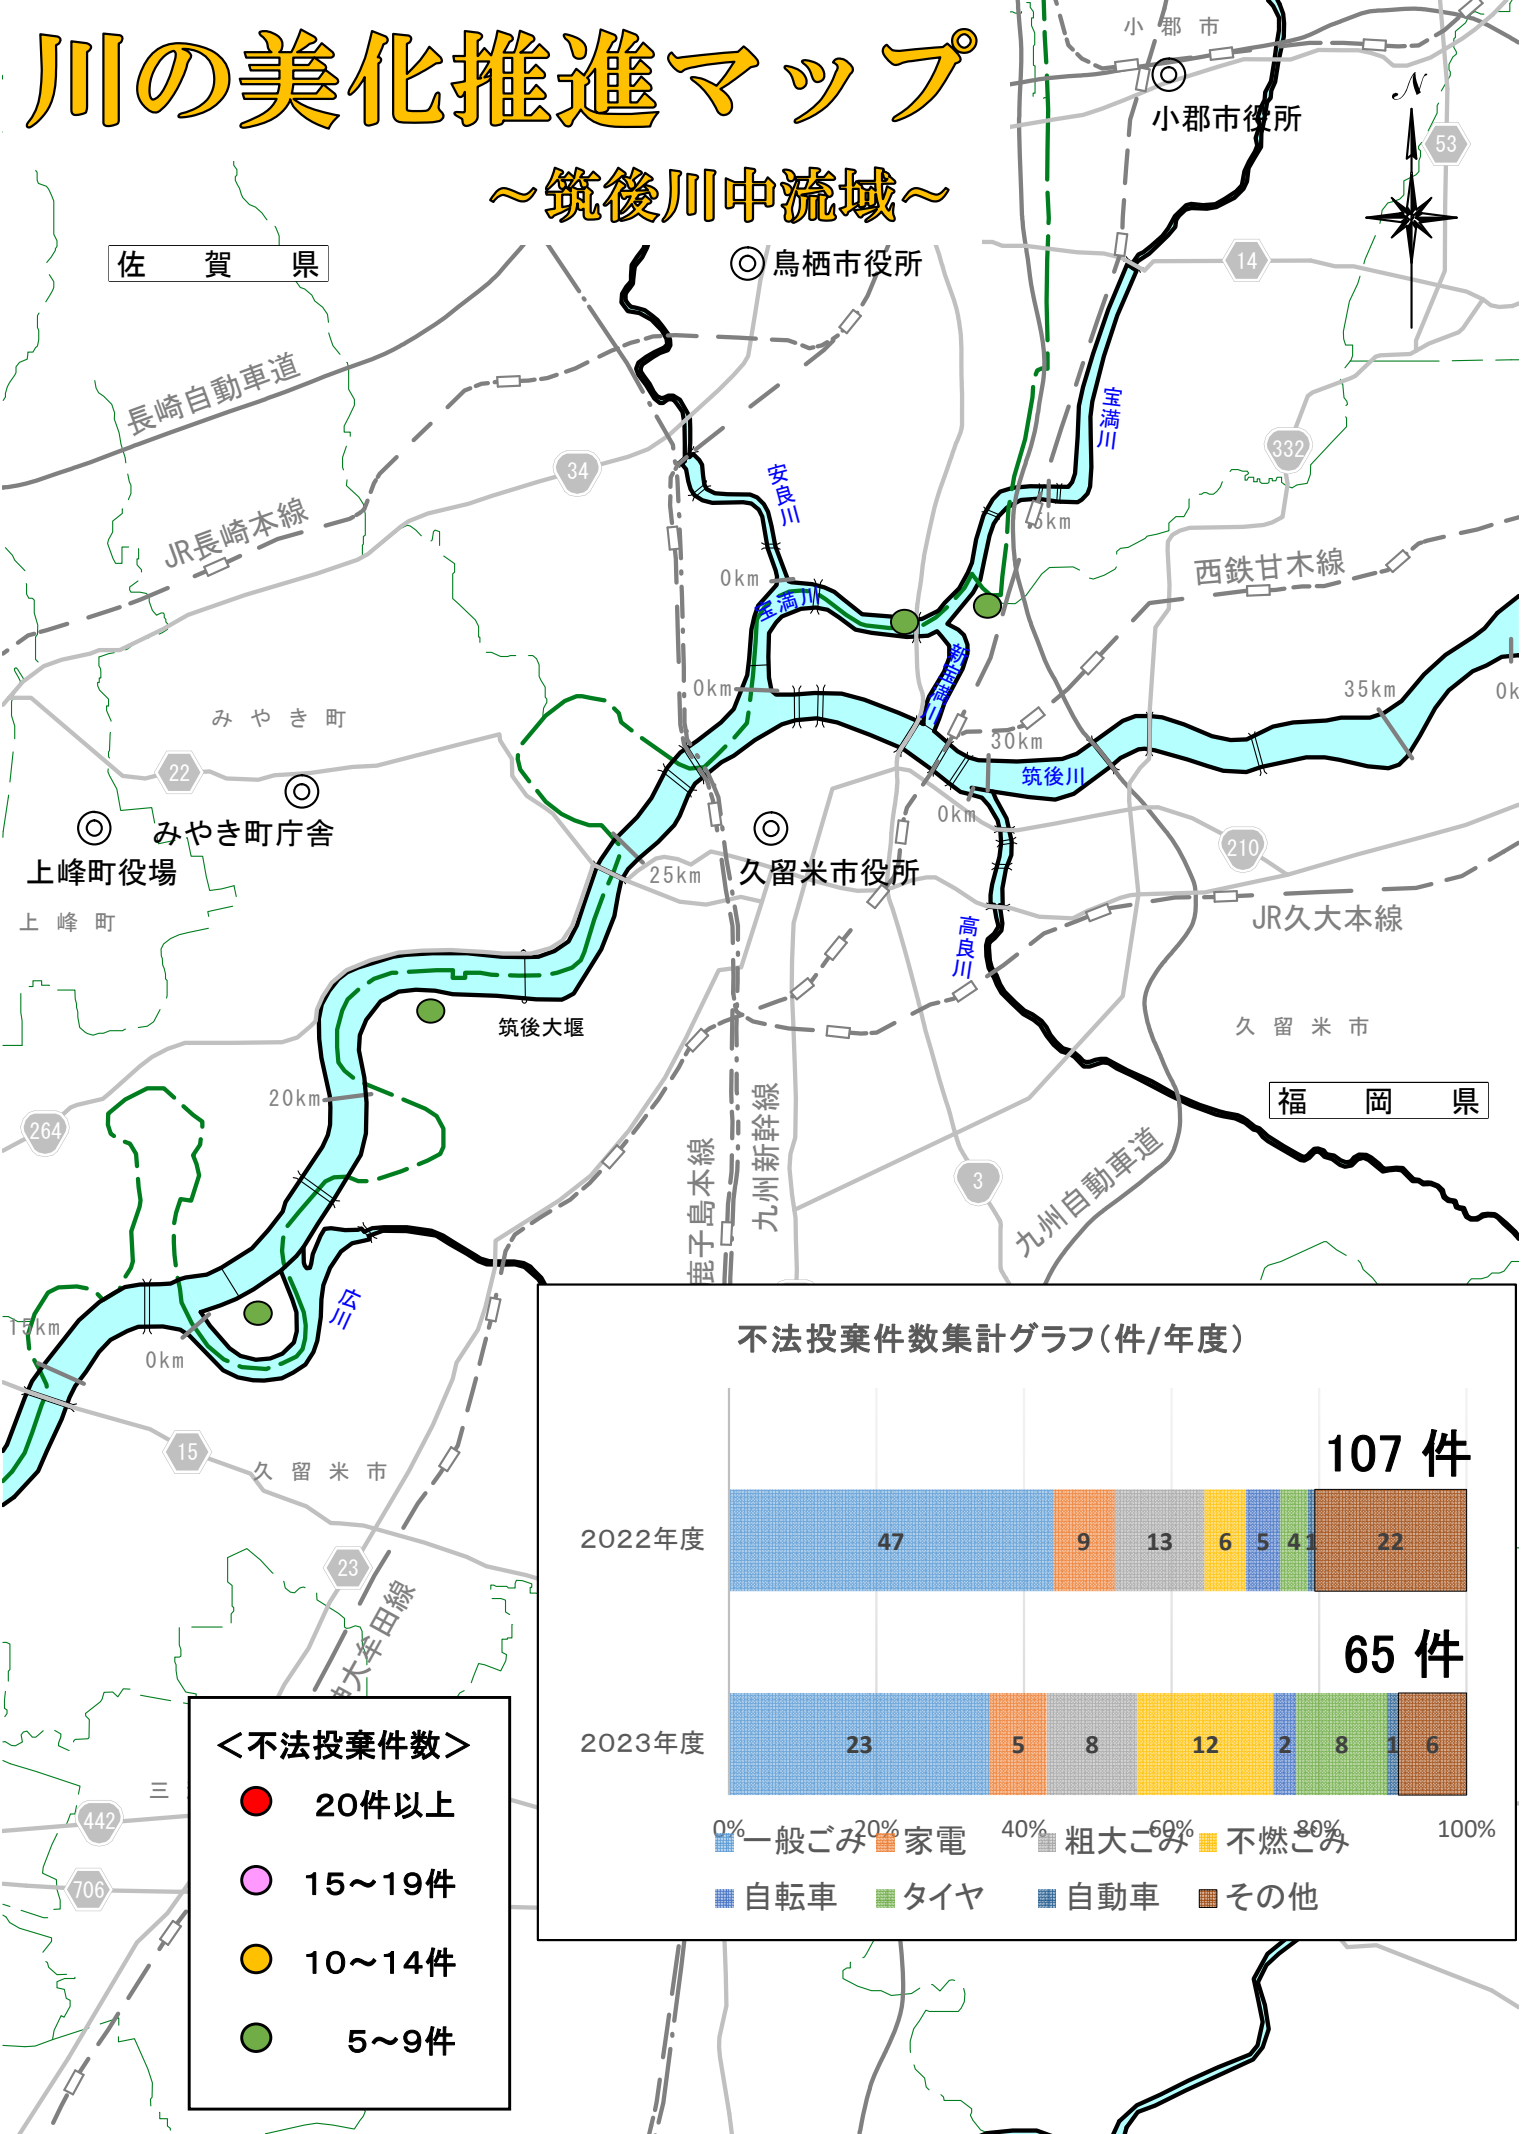 川の美化推進マップ
～筑後川中流域～
小郡市
小郡市役所
N
53
佐賀県
鳥栖市役所
14
長崎自動車道
宝満川
34
332
安良川
JR長崎本線
5km
西鉄甘木線
0km
宝満川
0km
35km
みやき町
30km
22
筑後川
みやき町庁舎
0km
上峰町役場
久留米市役所
25km
210
上峰町
JR久大本線
高良川
筑後大堰
久留米市
20km
福岡県
264
鹿子島本線
九州新幹線
3
九州自動車道
広川
15km
0km
15
久留米市
23
大牟田線
442
706
三
不法投棄件数集計グラフ(件/年度)
107 件
2022年度
47 9 13 6 5 4 1 22
65 件
2023年度
23 5 8 12 2 8 1 6
0% 20% 40% 60% 80% 100%
一般ごみ 家電 粗大ごみ 不燃ごみ
自転車 タイヤ 自動車 その他
＜不法投棄件数＞
20件以上
15～19件
10～14件
5～9件